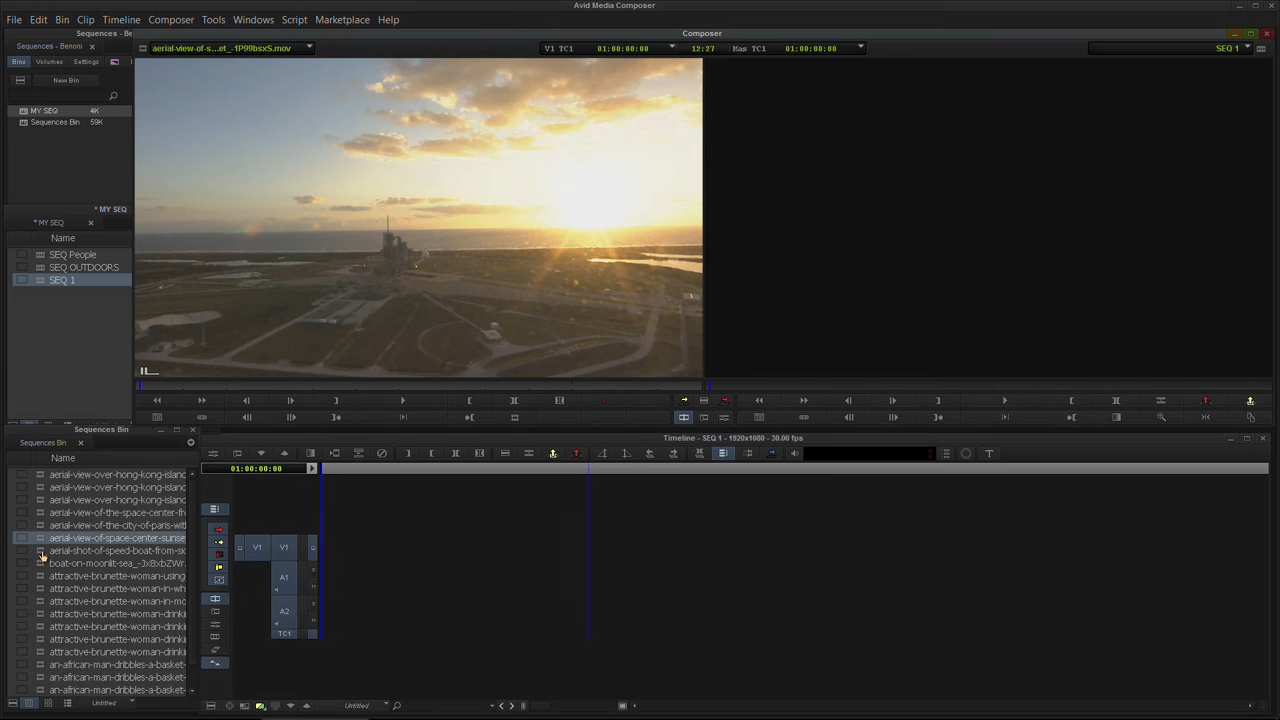 Avid Media Composer
File Edit Bin Clip Timeline Composer Tools Windows Script Marketplace Help
Sequences - Be
Composer
Sequences - Benoni
aerial-view-of-s...et_-1P99bsxS.mov
V1 TC1 01:00:00:00 12:27 Mas TC1 01:00:00:00
SEQ 1
Bins Volumes Settings
New Bin
MY SEQ 4K
Sequences Bin 59K
* MY SEQ
* MY SEQ
Name
SEQ People
SEQ OUTDOORS
SEQ 1
Sequences Bin
Sequences Bin
Name
aerial-view-over-hong-kong-island
aerial-view-over-hong-kong-island
aerial-view-over-hong-kong-island
aerial-view-of-the-space-center-fr
aerial-view-of-the-city-of-paris-wit
aerial-view-of-space-center-sunse
aerial-shot-of-speed-boat-from-sic
boat-on-moonlit-sea_-JxBxbZWr
attractive-brunette-woman-using
attractive-brunette-woman-in-wh
attractive-brunette-woman-in-mo
attractive-brunette-woman-drinki
attractive-brunette-woman-drinki
attractive-brunette-woman-drinki
attractive-brunette-woman-drinki
an-african-man-dribbles-a-basket-
an-african-man-dribbles-a-basket-
an-african-man-dribbles-a-basket-
Untitled
Timeline - SEQ 1 - 1920x1080 - 30.00 fps
01:00:00:00
V1 V1
A1
A2
TC1
Untitled